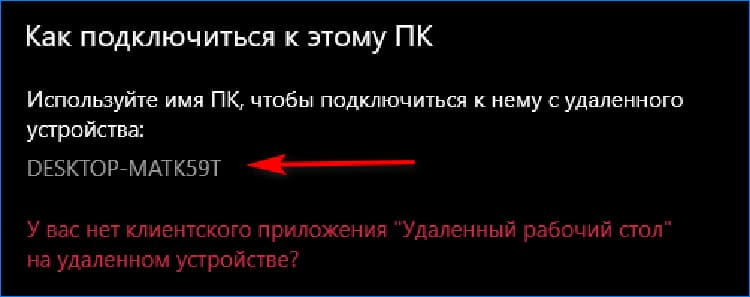 Как подключиться к этому ПК
Используйте имя ПК, чтобы подключиться к нему с удаленного
устройства:
DESKTOP-MATK59T
У вас нет клиентского приложения "Удаленный рабочий стол"
на удаленном устройстве?